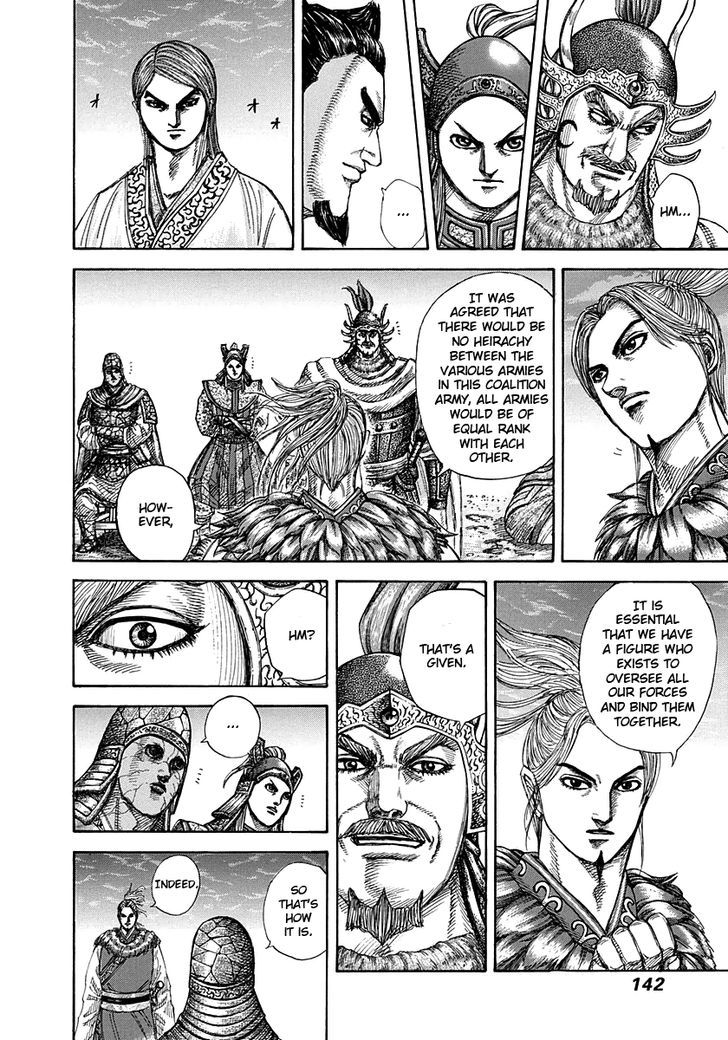 HM...
...
IT WAS
AGREED THAT
THERE WOULD BE
NO HEIRACHY
BETWEEN THE
VARIOUS ARMIES
IN THIS COALITION
ARMY, ALL ARMIES
WOULD BE OF
EQUAL RANK
WITH EACH
OTHER.
HOW-
EVER,
IT IS
ESSENTIAL
THAT WE HAVE
A FIGURE WHO
EXISTS TO
OVERSEE ALL
OUR FORCES
AND BIND THEM
TOGETHER.
THAT'S A
GIVEN.
HM?
...
SO
THAT'S
HOW
IT IS.
INDEED.
142